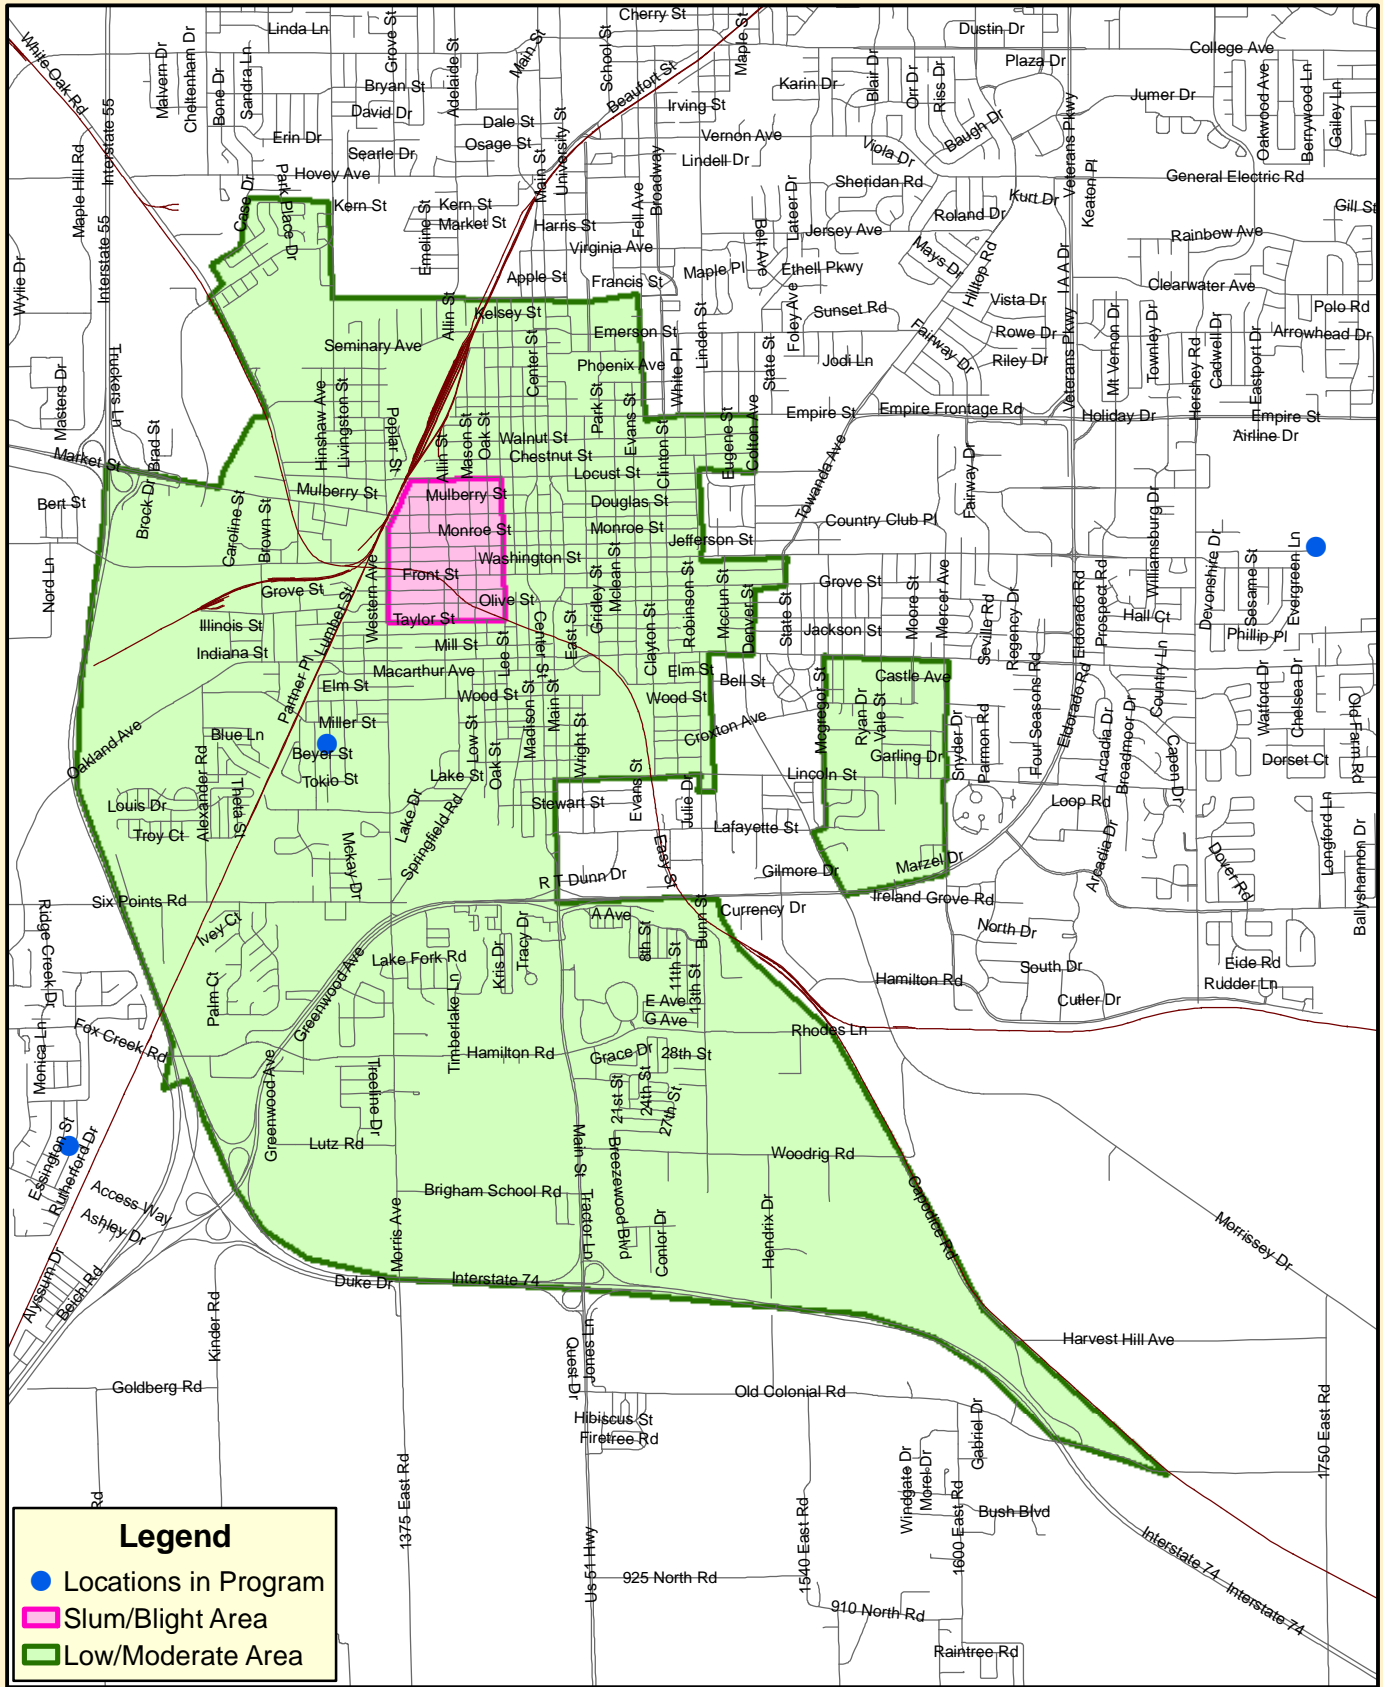 Cherry St
Linda Ln
Grove St
Main St
School St
Maple St
Dustin Dr
College Ave
White Oak Rd
Malvern Dr
Cheltenham Dr
Bone Dr
Sandra Ln
Bryan St
Adelaide St
Beaufort St
Karin Dr
Blair Dr
Orr Dr
Riss Dr
Plaza Dr
Jumer Dr
Oakwood Ave
Berrywood Ln
Gailey Ln
Interstate 55
David Dr
Dale St
Irving St
Veterans Pkwy
Erin Dr
Osage St
University St
Vernon Ave
Baugh Dr
Searle Dr
Lindell Dr
Viola Dr
Maple Hill Rd
Hovey Ave
Main St
Broadway
Sheridan Rd
General Electric Rd
Case Dr
Park Place Dr
Kern St
Kern St
Fell Ave
Lateer Dr
Kurt Dr
Keaton Pl
Gill St
Emeline St
Market St
Harris St
Belt Ave
Jersey Ave
Roland Dr
Rainbow Ave
Interstate 55
Virginia Ave
Mays Dr
Wylie Dr
Apple St
Francis St
Maple Pl
Ethell Pkwy
Hilltop Rd
I A A Dr
Clearwater Ave
Allin St
Kelsey St
Foley Ave
Sunset Rd
Vista Dr
Polo Rd
Seminary Ave
Center St
Emerson St
Linden St
Fairway Dr
Rowe Dr
Veterans Pkwy
Mt Vernon Dr
Townley Dr
Hershey Rd
Cadwell Dr
Eastport Dr
Arrowhead Dr
Truckers Ln
Phoenix Ave
White Pl
State St
Jodi Ln
Riley Dr
Masters Dr
Hinshaw Ave
Livingston St
Poplar St
Park St
Evans St
Eugene St
Colton Ave
Empire St
Empire Frontage Rd
Holiday Dr
Empire St
Market St
Brad St
Allin St
Mason St
Oak St
Walnut St
Clinton St
Airline Dr
Chestnut St
Towanda Ave
Fairway Dr
Locust St
Bert St
Brock Dr
Mulberry St
Mulberry St
Douglas St
Williamsburg Dr
Caroline St
Brown St
Monroe St
Monroe St
Jefferson St
Country Club Pl
Devonshire Dr
Sesame St
Evergreen Ln
Nord Ln
Washington St
Mclean St
Western Ave
Front St
Gridley St
Robinson St
Mcclun St
Grove St
Moore St
Mercer Ave
Eldorado Rd
Prospect Rd
Grove St
Lumber St
Olive St
Denver St
State St
Seville Rd
Regency Dr
Hall Ct
Illinois St
Taylor St
Center St
East St
Clayton St
Jackson St
Phillip Pl
Indiana St
Mill St
Lee St
Macarthur Ave
Elm St
Bell St
Castle Ave
Country Ln
Watford Dr
Chelsea Dr
Partner Pl
Elm St
Wood St
Madison St
Main St
Wood St
Mcgregor St
Ryan Dr
Vale St
Four Seasons Rd
Eldorado Rd
Old Farm Rd
Miller St
Croxton Ave
Snyder Dr
Parmon Rd
Arcadia Dr
Broadmoor Dr
Capen Dr
Oakland Ave
Blue Ln
Beyer St
Low St
Wright St
Garling Dr
Dorset Ct
Alexander Rd
Theta St
Tokio St
Lake St
Oak St
Evans St
Julie Dr
Lincoln St
Louis Dr
Lake Dr
Springfield Rd
Stewart St
Loop Rd
Longford Ln
Troy Ct
Mckay Dr
Easy St
Lafayette St
Arcadia Dr
Dover Rd
Ballyshannon Dr
R T Dunn Dr
Gilmore Dr
Marzel Dr
Six Points Rd
A Ave
Bunn St
Currency Dr
Ireland Grove Rd
Ridge Creek Dr
Ivey Ct
Tracy Dr
8th St
North Dr
Greenwood Ave
Lake Fork Rd
Kris Dr
11th St
13th St
Hamilton Rd
South Dr
Eide Rd
Rudder Ln
Palm Ct
Timberlake Ln
E Ave
Cutler Dr
G Ave
Rhodes Ln
Fox Creek Rd
Monica Ln
Hamilton Rd
Grace Dr
28th St
Greenwood Ave
Treeline Dr
21st St
24th St
27th St
Essington St
Rutherford Dr
Lutz Rd
Main St
Breezewood Blvd
Woodrig Rd
Access Way
Brigham School Rd
Capodice Rd
Ashley Dr
Morris Ave
Tractor Ln
Conlor Dr
Hendrix Dr
Morrissey Dr
Alyssum Dr
Beich Rd
Duke Dr
Interstate 74
Kinder Rd
Quest Dr
Jones Ln
Harvest Hill Ave
Goldberg Rd
Old Colonial Rd
Hibiscus St
Gabriel Dr
1750 East Rd
Firetree Rd
Rd
1375 East Rd
Windgate Dr
Morel Dr
Us 51 Hwy
1540 East Rd
1600 East Rd
Bush Blvd
Interstate 74
925 North Rd
Interstate 74
910 North Rd
Raintree Rd
Legend
Locations in Program
Slum/Blight Area
Low/Moderate Area